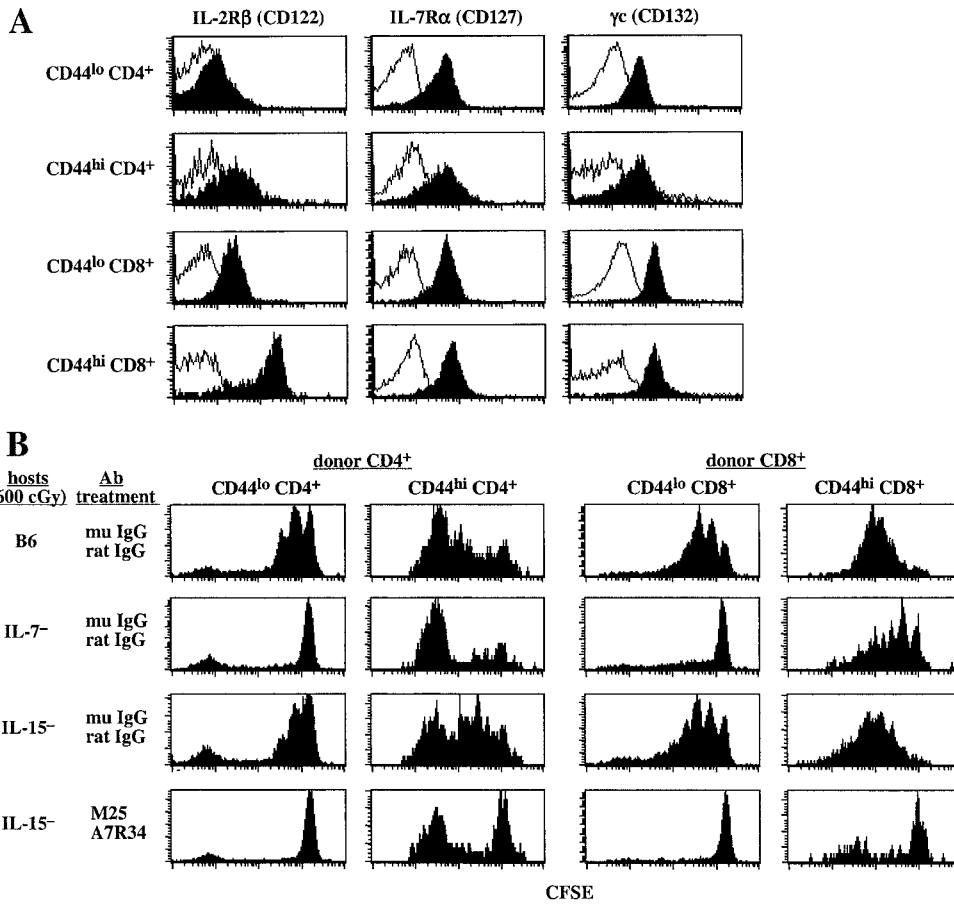 A
IL-2Rβ (CD122) IL-7Rα (CD127) γc (CD132)
CD44lo CD4+
CD44hi CD4+
CD44lo CD8+
CD44hi CD8+
B
hosts Ab donor CD4+ donor CD8+
600 cGy) treatment CD44lo CD4+ CD44hi CD4+ CD44lo CD8+ CD44hi CD8+
B6 mu IgG
rat IgG
IL-7– mu IgG
rat IgG
IL-15– mu IgG
rat IgG
IL-15– M25
A7R34
CFSE